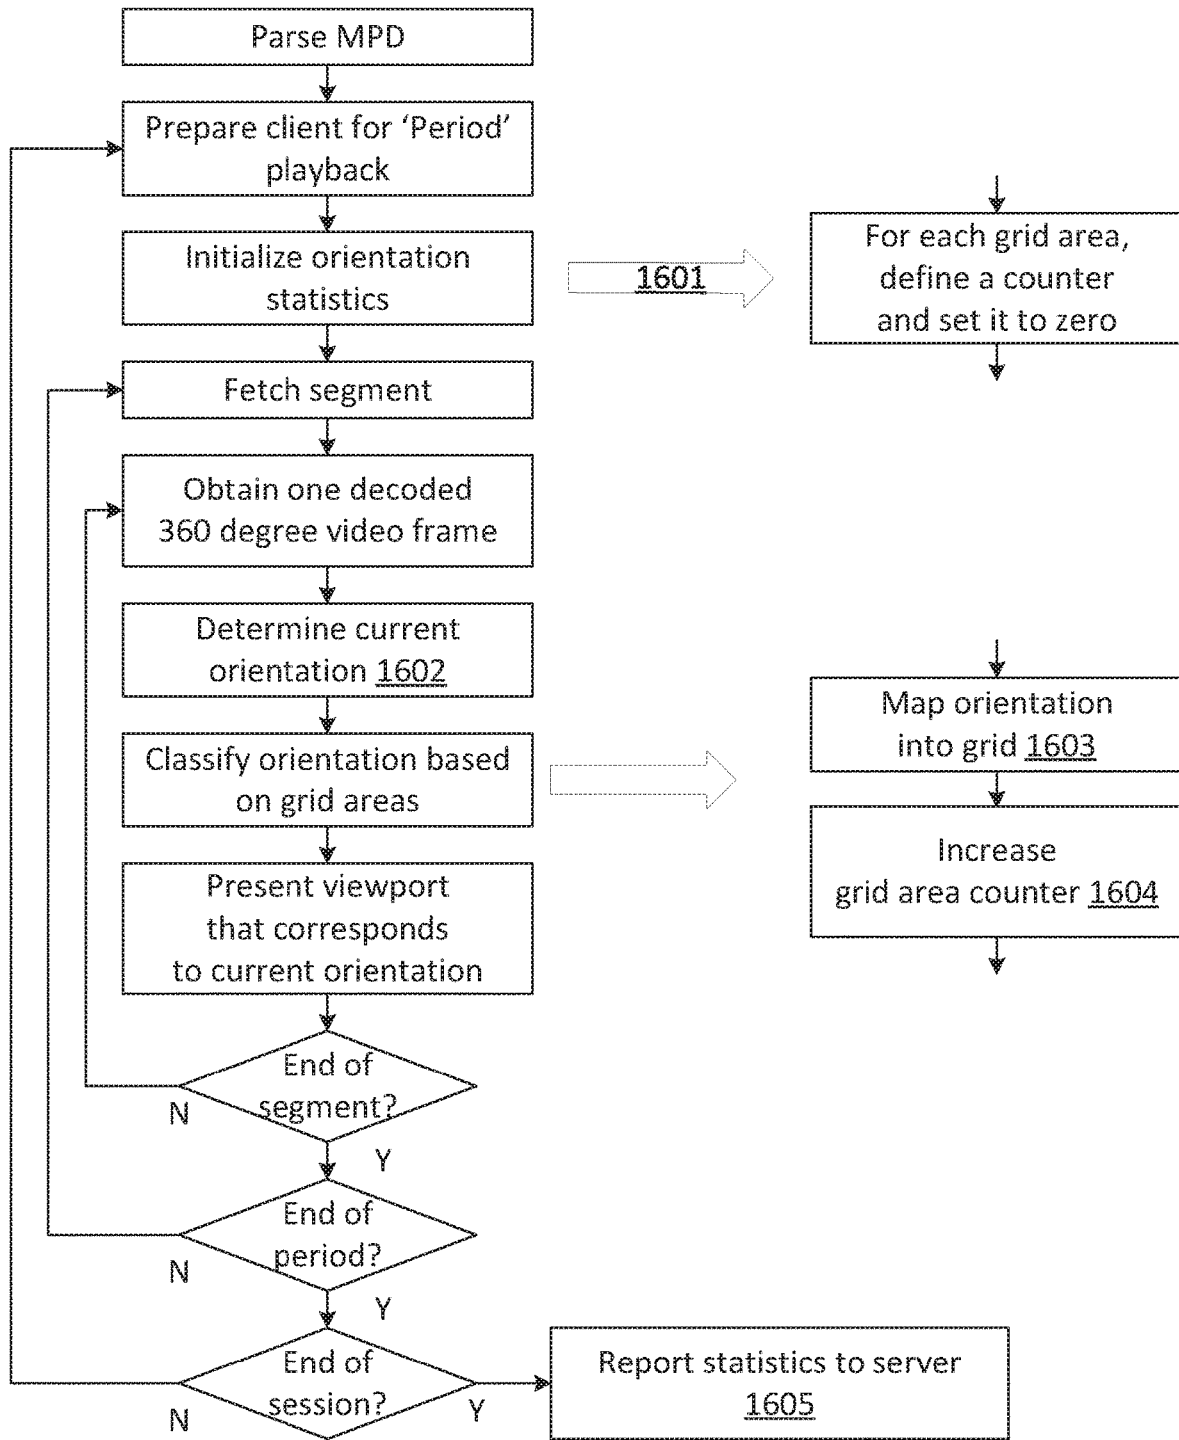 Parse MPD
Prepare client for ‘Period’
playback
Initialize orientation
statistics
1601
For each grid area,
define a counter
and set it to zero
Fetch segment
Obtain one decoded
360 degree video frame
Determine current
orientation 1602
Classify orientation based
on grid areas
Map orientation
into grid 1603
Increase
grid area counter 1604
Present viewport
that corresponds
to current orientation
End of
segment?
N
Y
End of
period?
N
Y
End of
session?
N
Y
Report statistics to server
1605